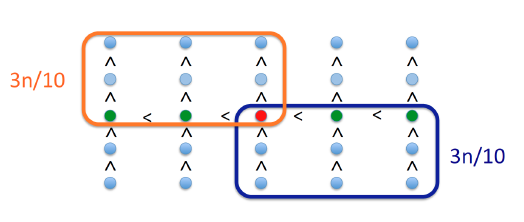 ^ ^ ^ ^ ^
3n/10
^ ^ ^ ^ ^
< < < <
^ ^ ^ ^ ^
3n/10
^ ^ ^ ^ ^